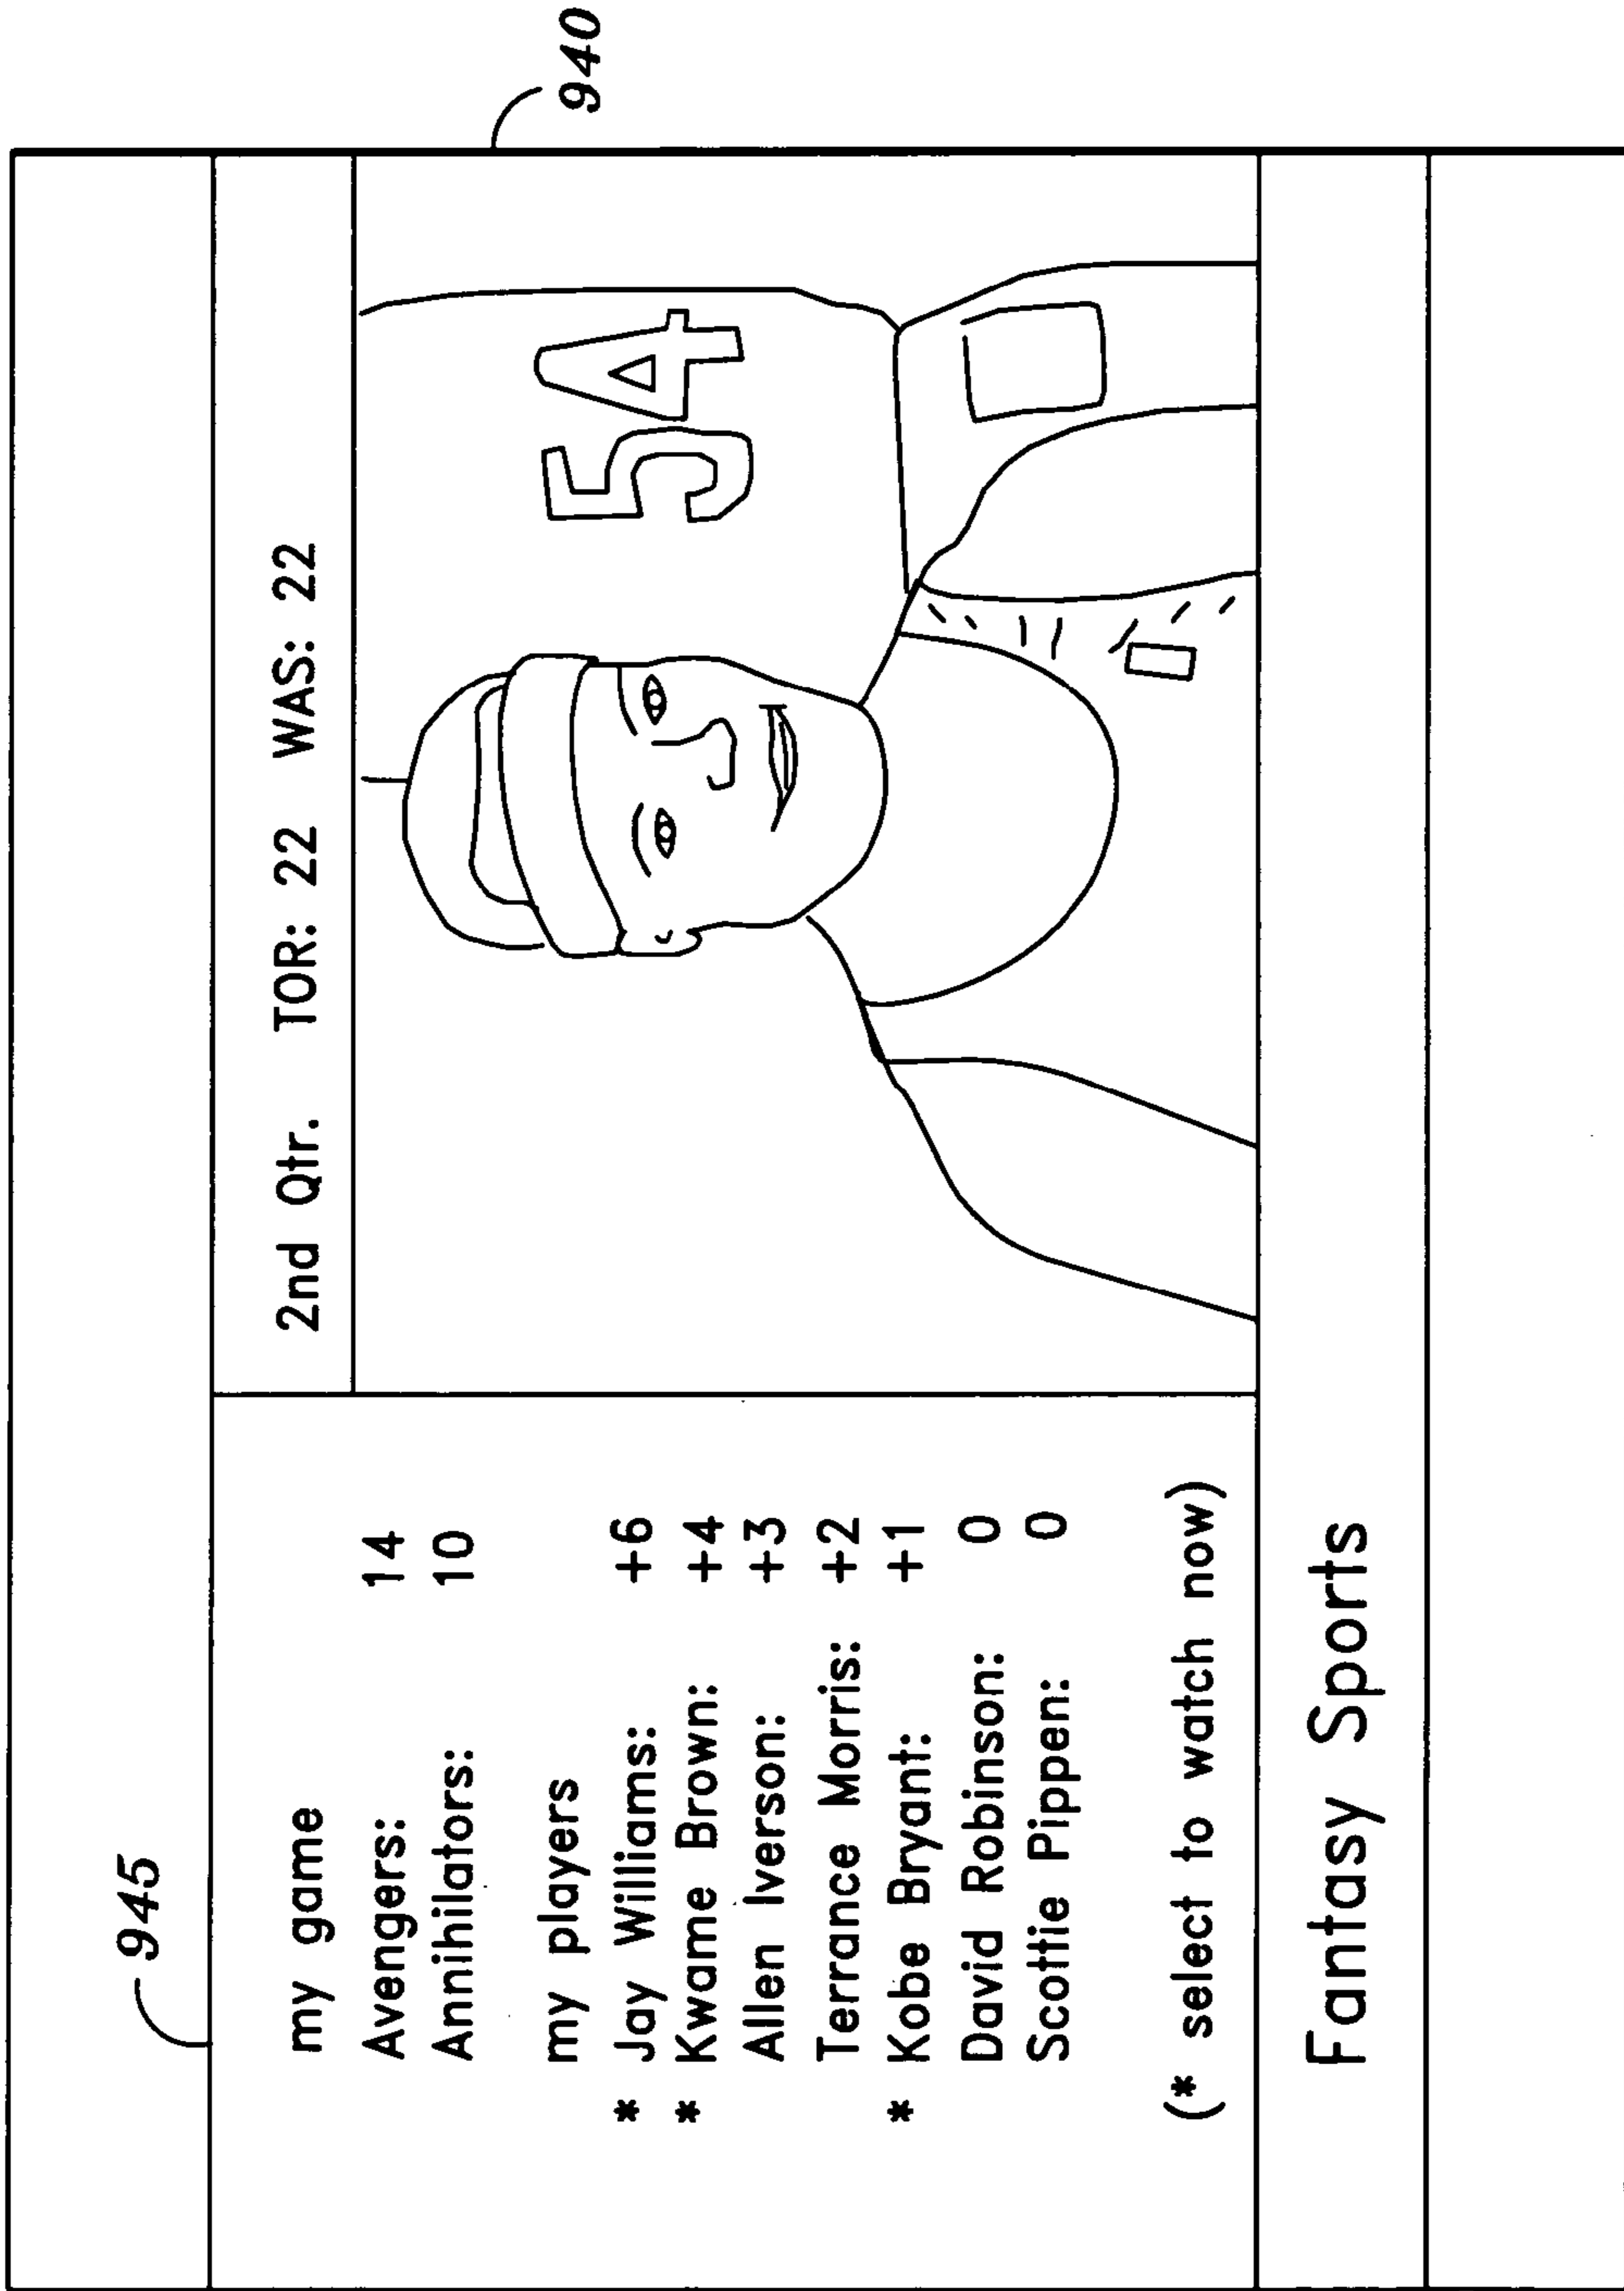 945
940
my game
Avengers: 14
Annihilators: 10
my players
* Jay Williams: +6
* Kwame Brown: +4
Allen Iverson: +3
Terrance Morris: +2
* Kobe Bryant: +1
David Robinson: 0
Scottie Pippen: 0
(* select to watch now)
2nd Qtr. TOR: 22 WAS: 22
54
Fantasy Sports